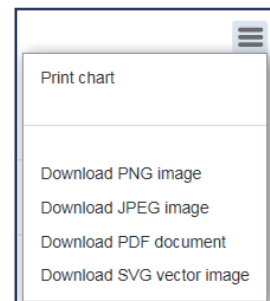 Print chart
Download PNG image
Download JPEG image
Download PDF document
Download SVG vector image